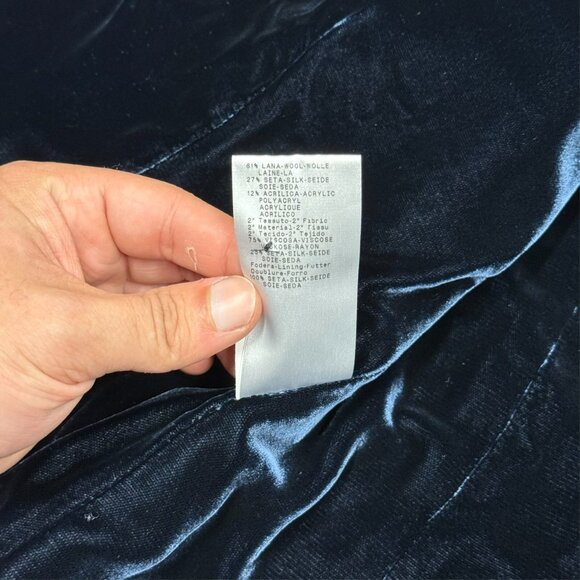 61% LANA-WOOL-WOLLE
LAINE-LA
27% SETA-SILK-SEIDE
SOIE-SEDA
12% ACRILICA-ACRYLIC
POLYACRYL
ACRYLIQUE
ACRILICO
2° Tessuto-2° Fabric
2° Material-2° Tissu
2° Tecido-2° Tejido
75% VISCOSA-VISCOSE
VISKOSE-RAYON
25% SETA-SILK-SEIDE
SOIE-SEDA
Fodera-Lining-Futter
Doublure-Forro
100% SETA-SILK-SEIDE
SOIE-SEDA